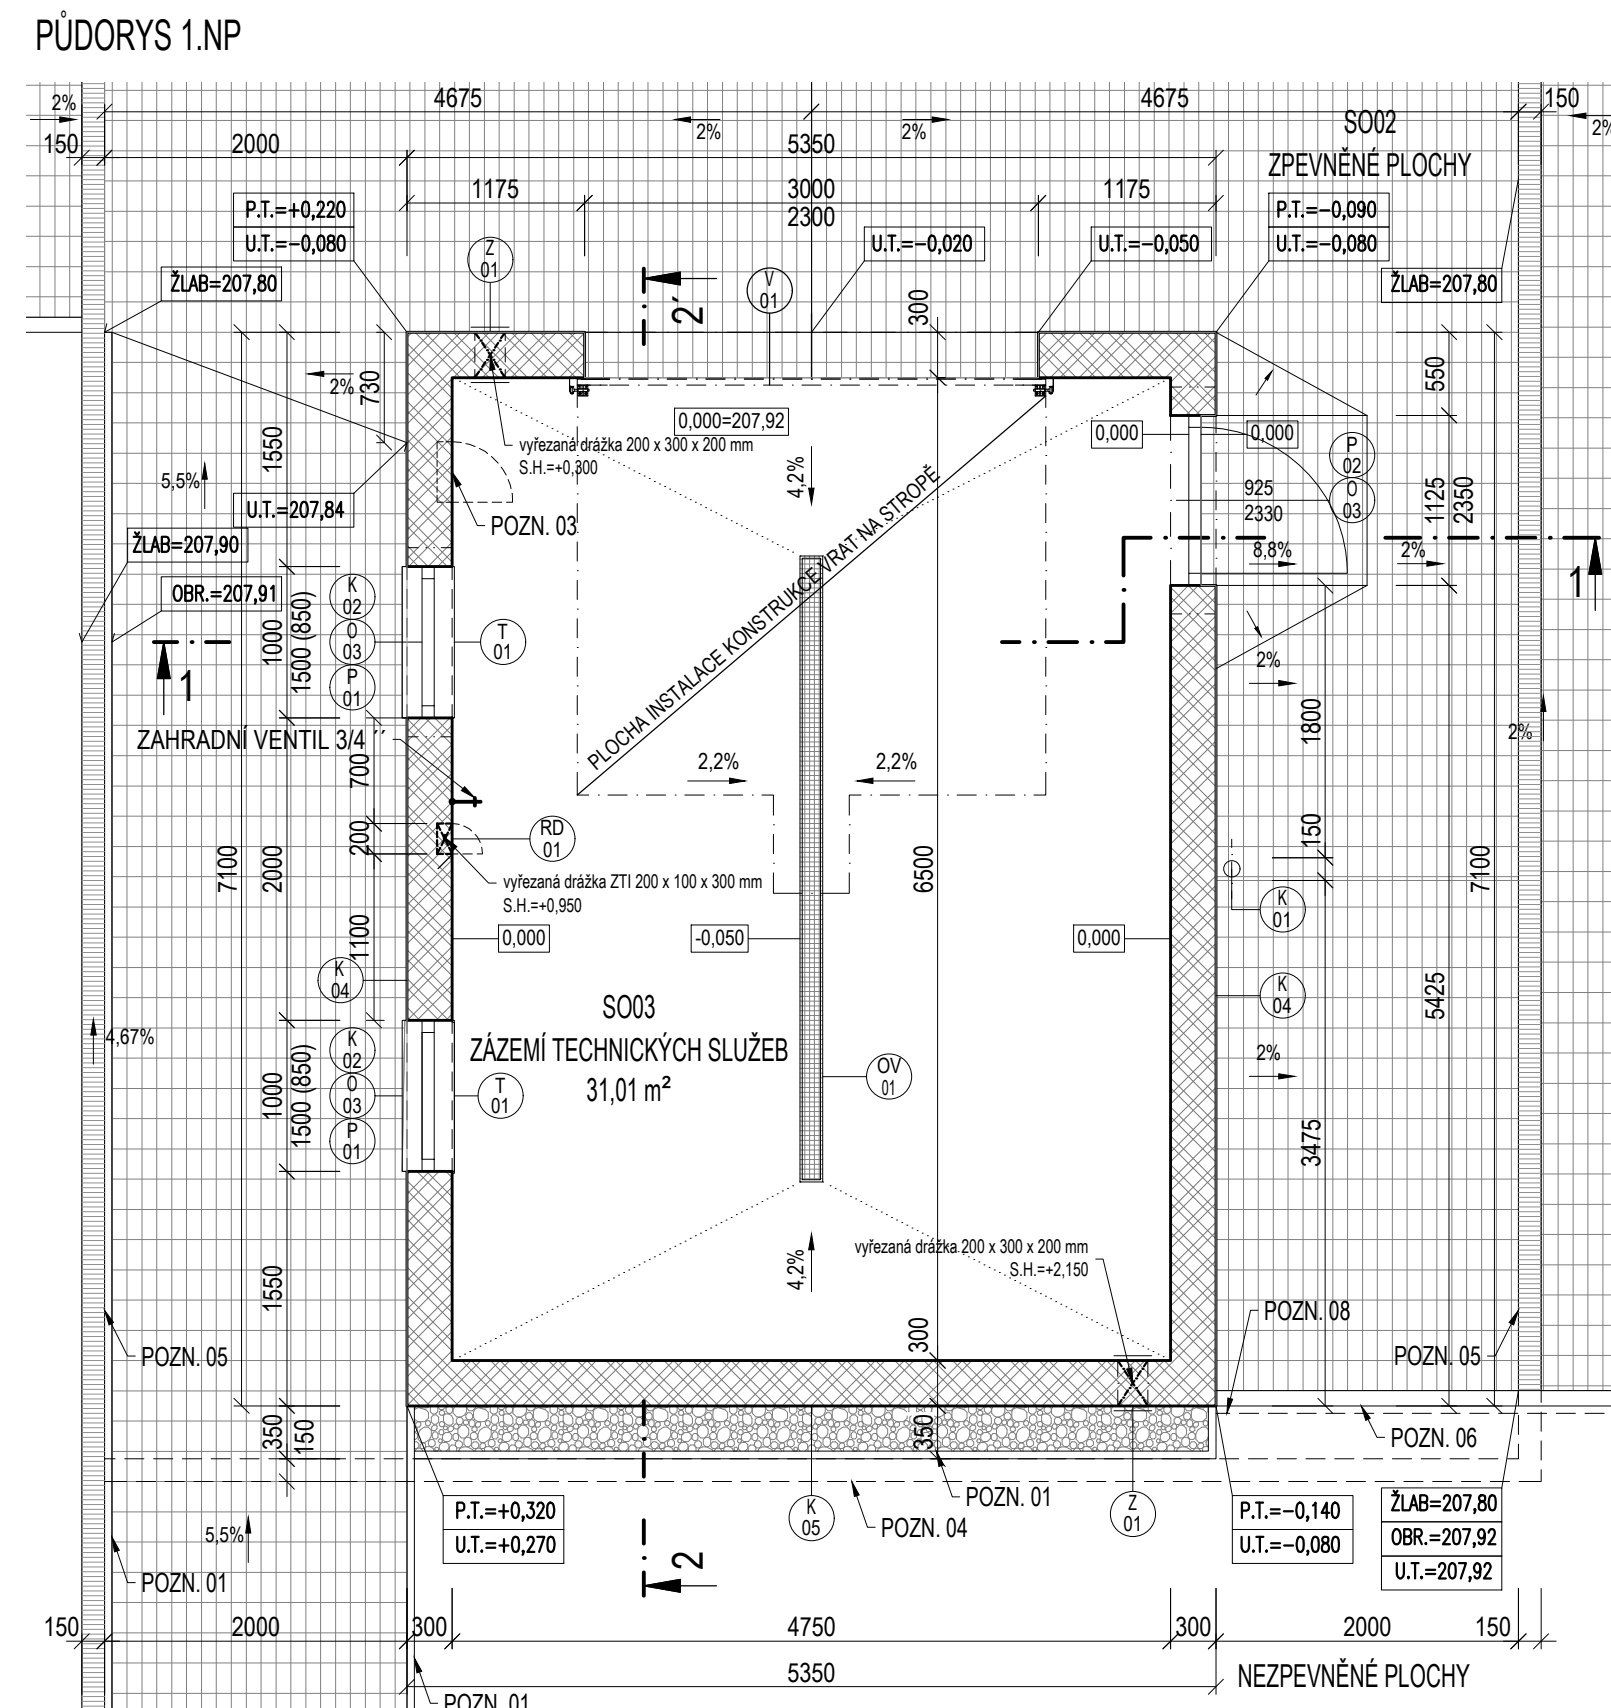 PŮDORYS 1.NP
4675
4675
150
2%
2%
2%
2%
SO02
150
2000
5350
ZPEVNĚNÉ PLOCHY
1175
3000
2300
1175
P.T.=+0,220
U.T.=-0,080
Z
01
V
01
U.T.=-0,020
U.T.=-0,050
P.T.=-0,090
U.T.=-0,080
ŽLAB=207,80
ŽLAB=207,80
2´
300
2%
730
550
0,000=207,92
0,000
0,000
vyřezaná drážka 200 x 300 x 200 mm
S.H.=+0,300
P
02
O
03
1550
5,5%
4,2%
925
2330
1125
2350
U.T.=207,84
POZN. 03
ŽLAB=207,90
8,8%
2%
OBR.=207,91
PLOCHA INSTALACE KONSTRUKCE VRAT NA STROPĚ
K
02
O
03
P
01
1000
1500 (850)
T
01
1
1
2%
1800
2%
ZAHRADNÍ VENTIL 3/4 ´´
700
2,2%
2,2%
200
RD
01
150
7100
2000
6500
7100
vyřezaná drážka ZTI 200 x 100 x 300 mm
S.H.=+0,950
K
01
1100
0,000
-0,050
0,000
K
04
K
04
5425
SO03
4,67%
ZÁZEMÍ TECHNICKÝCH SLUŽEB
31,01 m²
K
02
O
03
P
01
1000
1500 (850)
T
01
OV
01
2%
3475
vyřezaná drážka 200 x 300 x 200 mm
S.H.=+2,150
4,2%
1550
POZN. 08
300
POZN. 05
POZN. 05
350
150
350
POZN. 06
POZN. 01
P.T.=+0,320
U.T.=+0,270
K
05
POZN. 04
Z
01
P.T.=-0,140
U.T.=-0,080
ŽLAB=207,80
OBR.=207,92
U.T.=207,92
5,5%
2
POZN. 01
150
2000
300
4750
300
2000
150
5350
NEZPEVNĚNÉ PLOCHY
POZN. 01